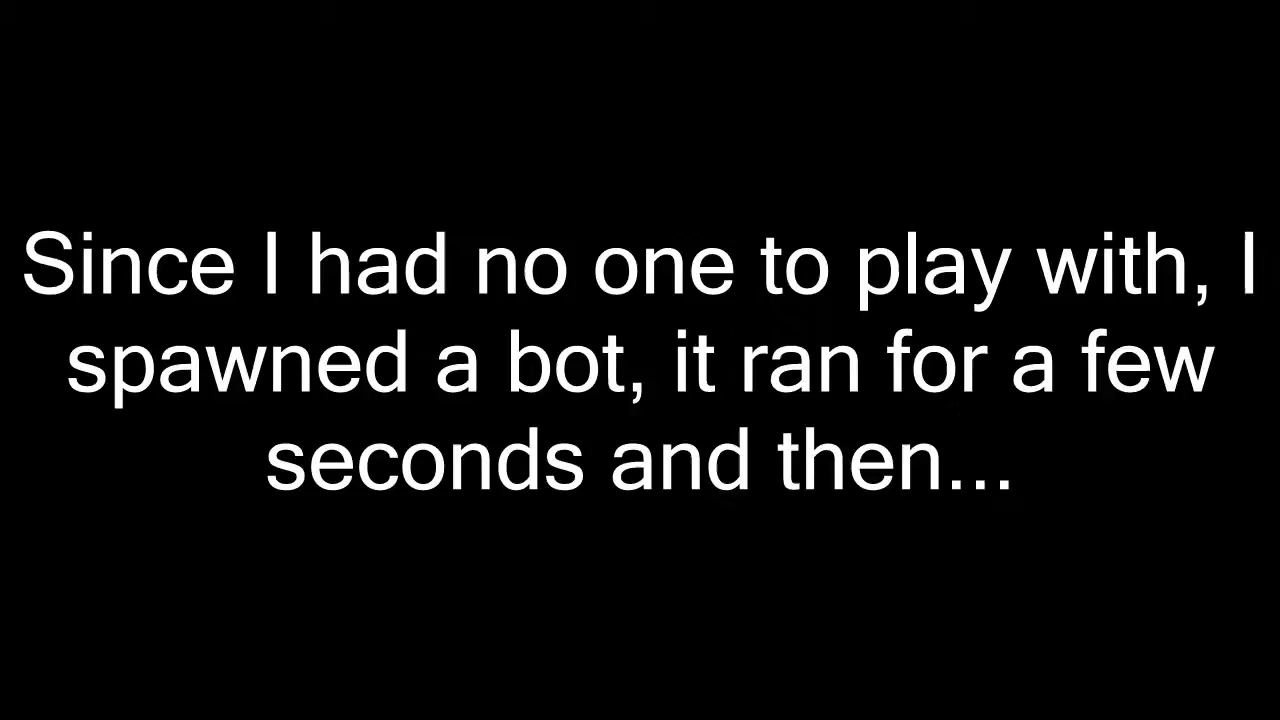 Since I had no one to play with, I
spawned a bot, it ran for a few
seconds and then...